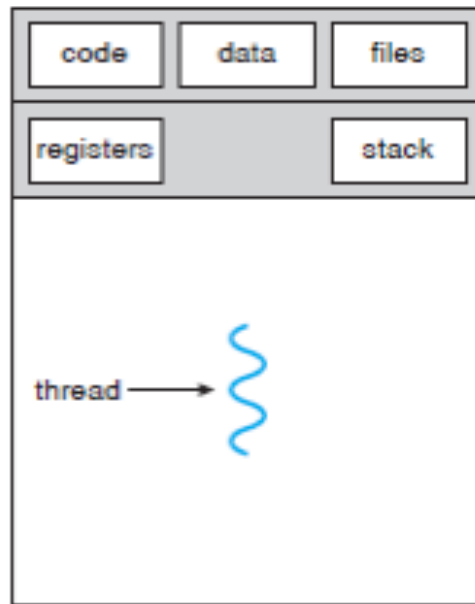 code data files
registers stack
thread